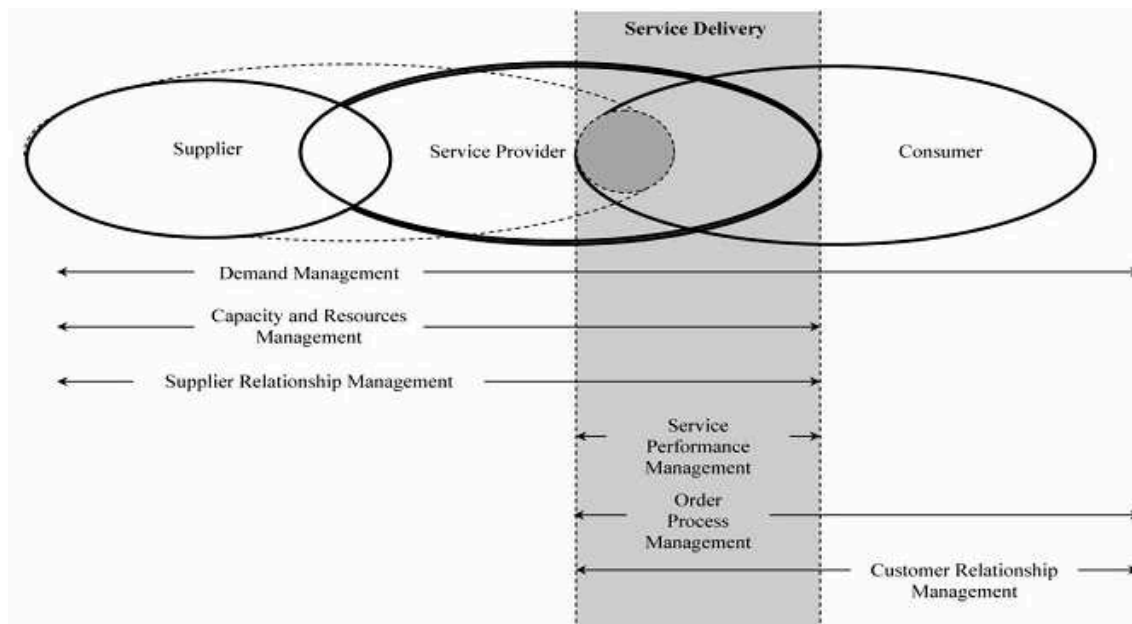 Service Delivery
Supplier
Service Provider
Consumer
Demand Management
Capacity and Resources
Management
Supplier Relationship Management
Service
Performance
Management
Order
Process
Management
Customer Relationship
Management